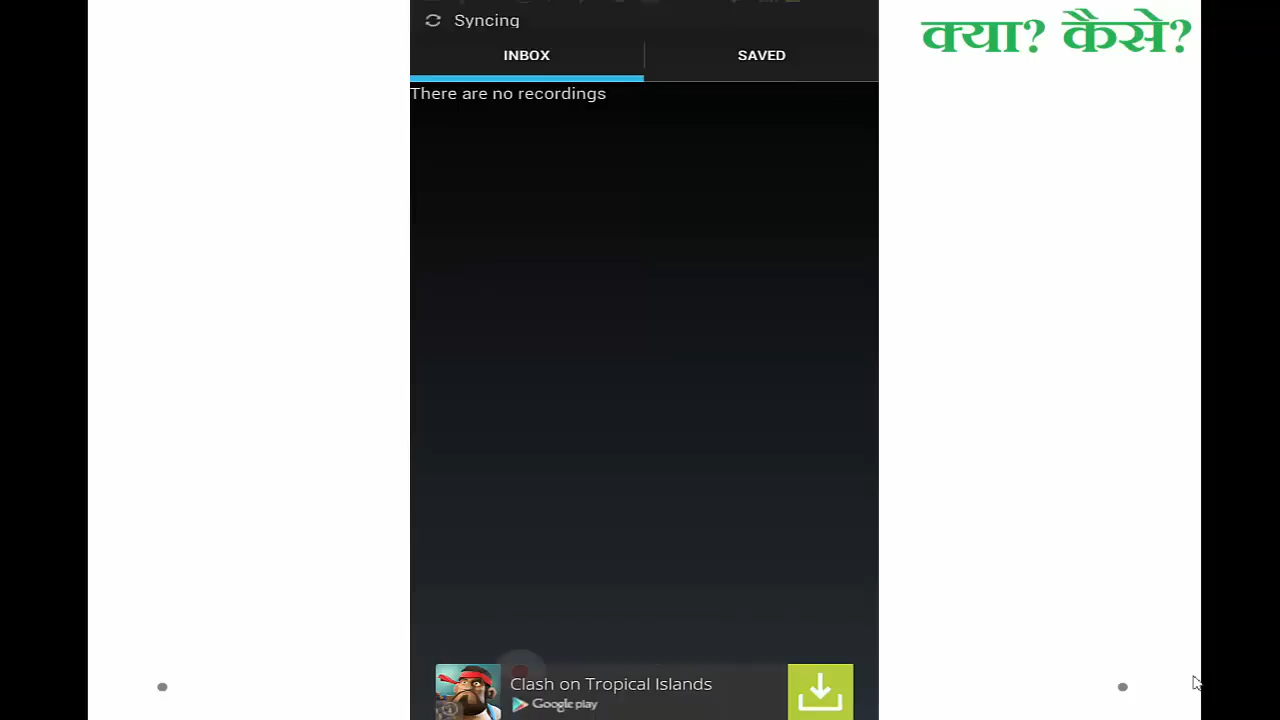 क्या? कैसे?
Syncing
INBOX SAVED
There are no recordings
Clash on Tropical Islands
Google play